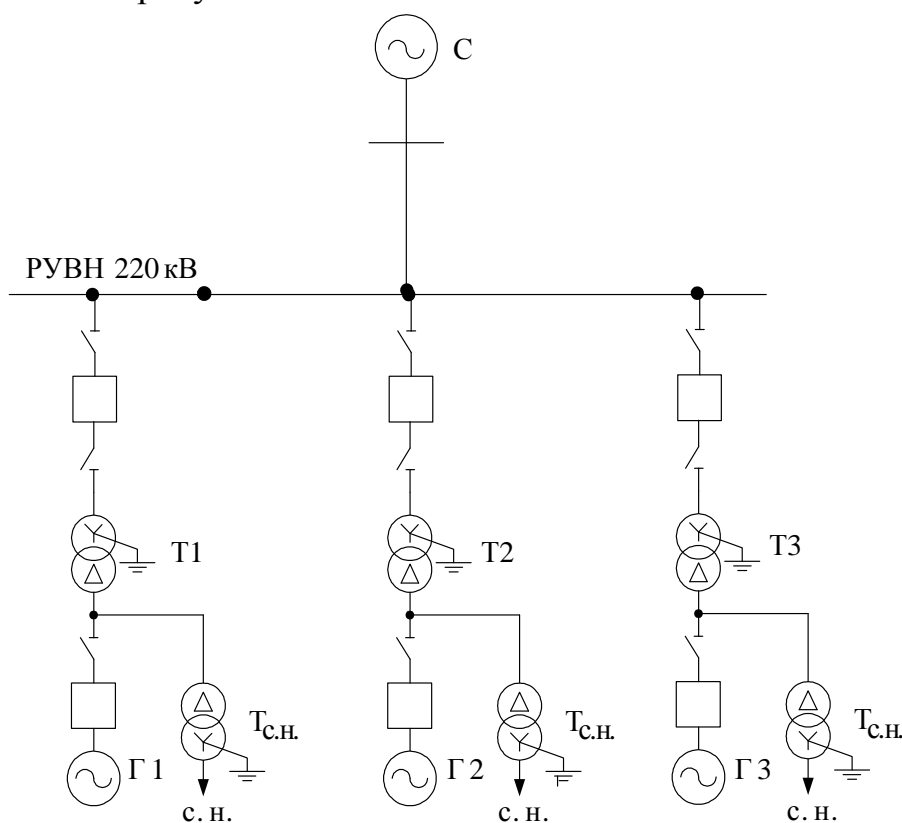 С
РУВН 220 кВ
Т1
Т2
Т3
Тс.н.
Тс.н.
Тс.н.
Г 1
Г 2
Г 3
с. н.
с. н.
с. н.